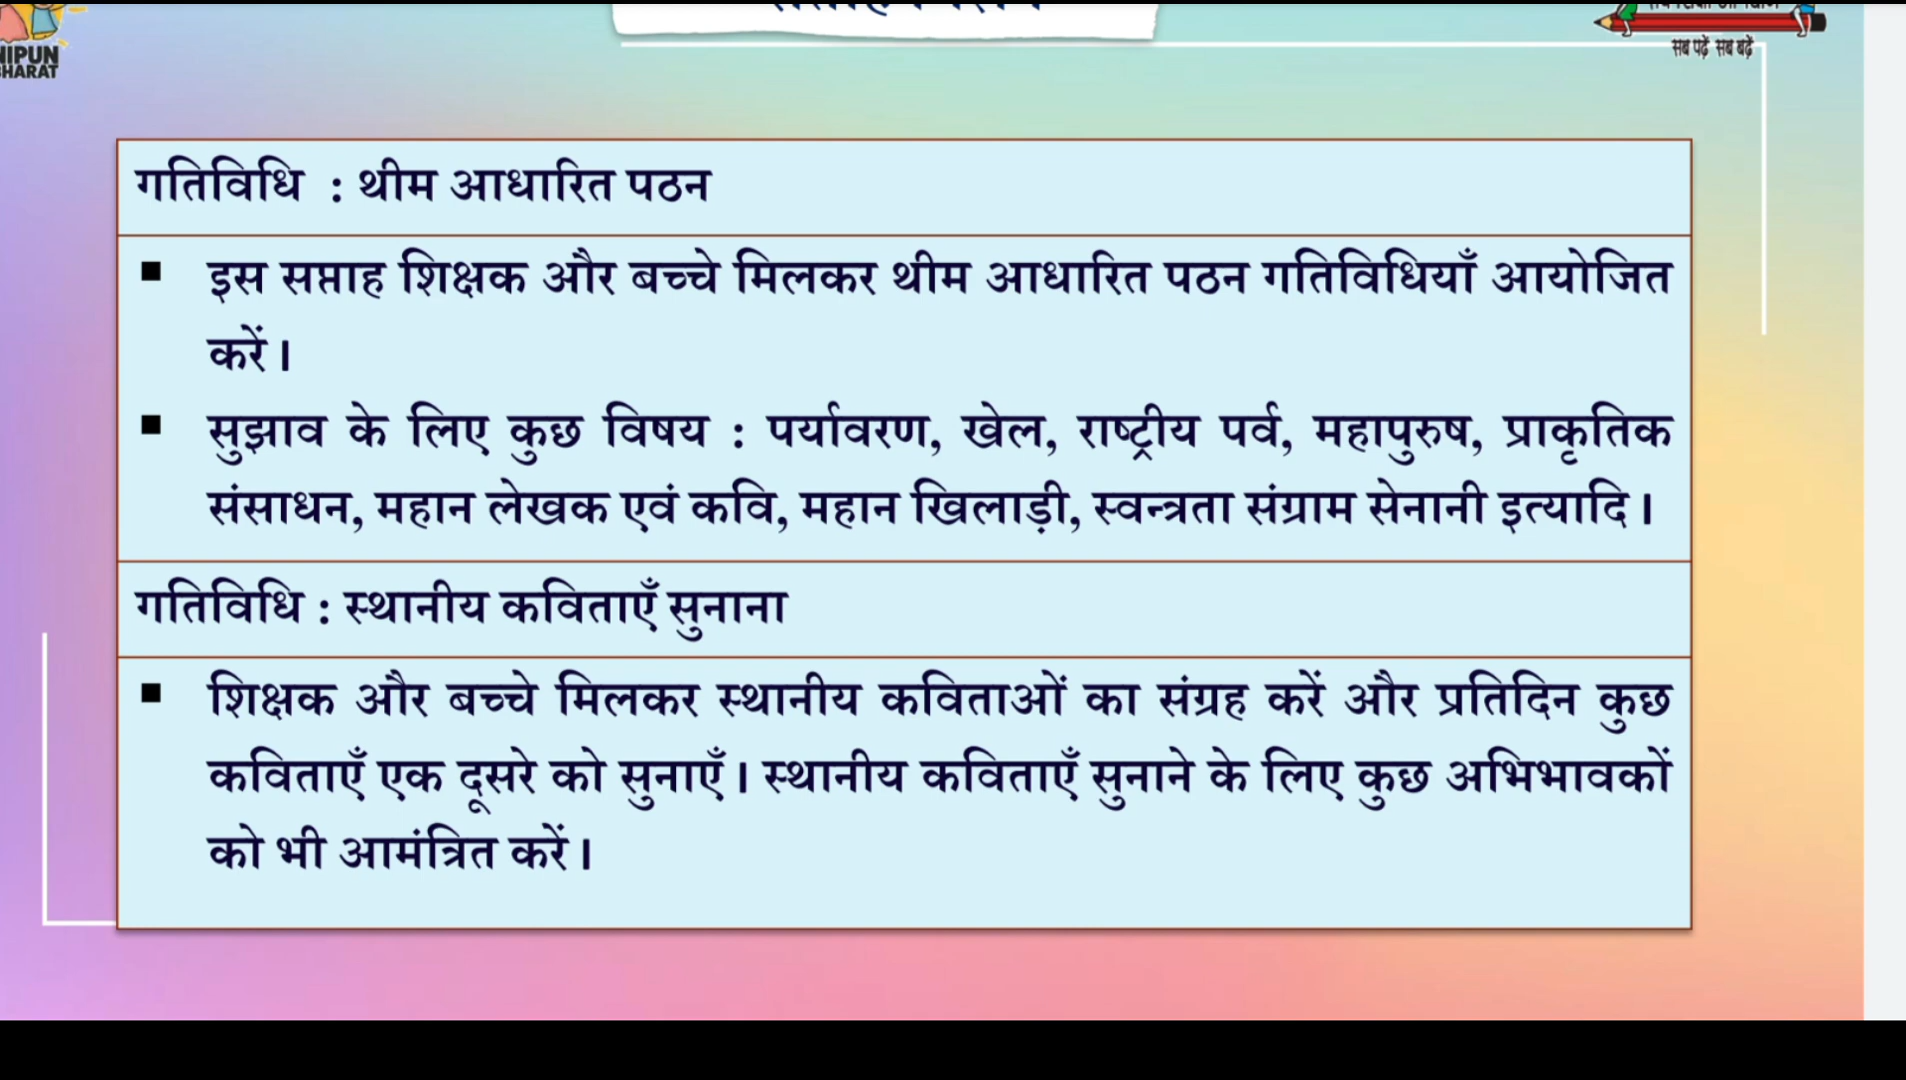 NIPUN
BHARAT
सब पढ़ें सब बढ़ें
गतिविधि : थीम आधारित पठन
▪ इस सप्ताह शिक्षक और बच्चे मिलकर थीम आधारित पठन गतिविधियाँ आयोजित
करें।
▪ सुझाव के लिए कुछ विषय : पर्यावरण, खेल, राष्ट्रीय पर्व, महापुरुष, प्राकृतिक
संसाधन, महान लेखक एवं कवि, महान खिलाड़ी, स्वन्त्रता संग्राम सेनानी इत्यादि।
गतिविधि : स्थानीय कविताएँ सुनाना
▪ शिक्षक और बच्चे मिलकर स्थानीय कविताओं का संग्रह करें और प्रतिदिन कुछ
कविताएँ एक दूसरे को सुनाएँ। स्थानीय कविताएँ सुनाने के लिए कुछ अभिभावकों
को भी आमंत्रित करें।